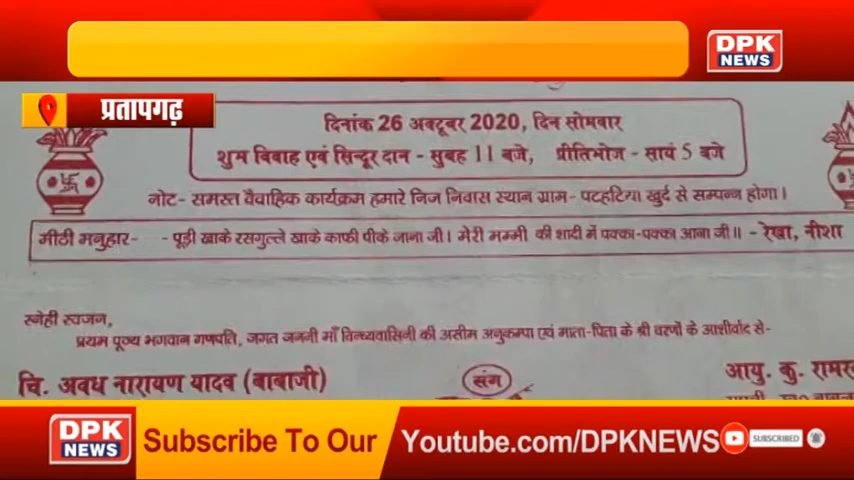 DPK
NEWS
प्रतापगढ़
दिनांक 26 अक्टूबर 2020, दिन सोमवार
शुभ विवाह एवं सिन्दूर दान - सुबह 11 बजे, प्रीतिभोज - सायं 5 बजे
नोट- समस्त वैवाहिक कार्यक्रम हमारे निज निवास स्थान ग्राम- पटहटिया खुर्द से सम्पन्न होगा।
मीठी मनुहार- - पूड़ी खाके रसगुल्ले खाके काफी पीके जाना जी। मेरी मम्मी की शादी में पक्का-पक्का आना जी॥ - रेखा, नीशा
स्नेही स्वजन,
प्रथम पूज्य भगवान गणपति, जगत जननी माँ विन्ध्यवासिनी की असीम अनुकम्पा एवं माता-पिता के श्री चरणों के आशीर्वाद से-
चि. अवध नारायण यादव (बाबाजी)
संग
आयु. कु.
DPK
NEWS
Subscribe To Our
Youtube.com/DPKNEWS
SUBSCRIBED